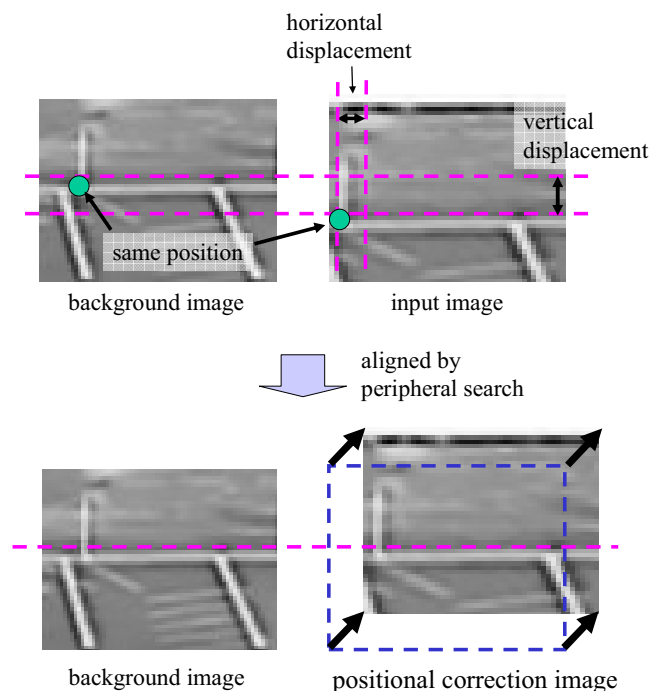 horizontal
displacement
vertical
displacement
same position
background image
input image
aligned by
peripheral search
background image
positional correction image